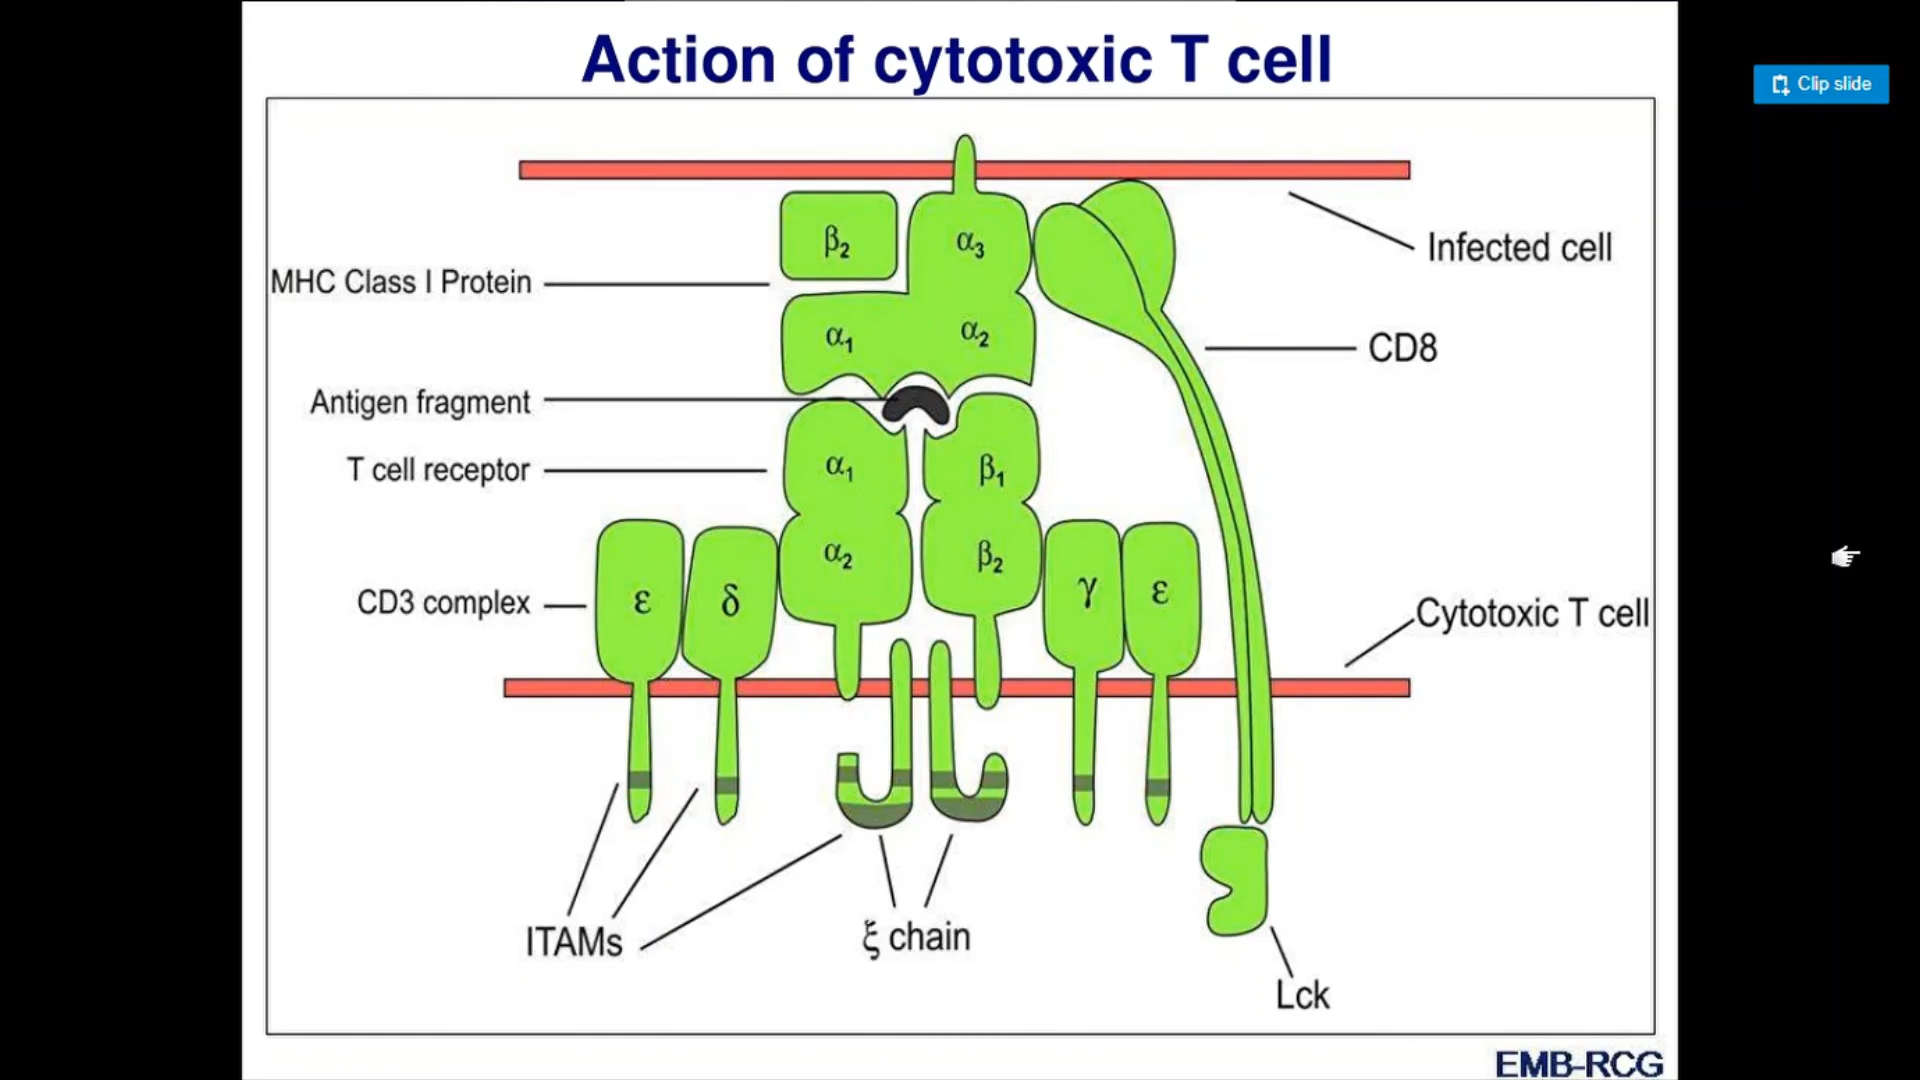 Action of cytotoxic T cell
Clip slide
β2
α3
Infected cell
MHC Class I Protein
α1
α2
CD8
Antigen fragment
T cell receptor
α1
β1
α2
β2
CD3 complex
ε
δ
γ
ε
Cytotoxic T cell
ITAMs
ξ chain
Lck
EMB-RCG